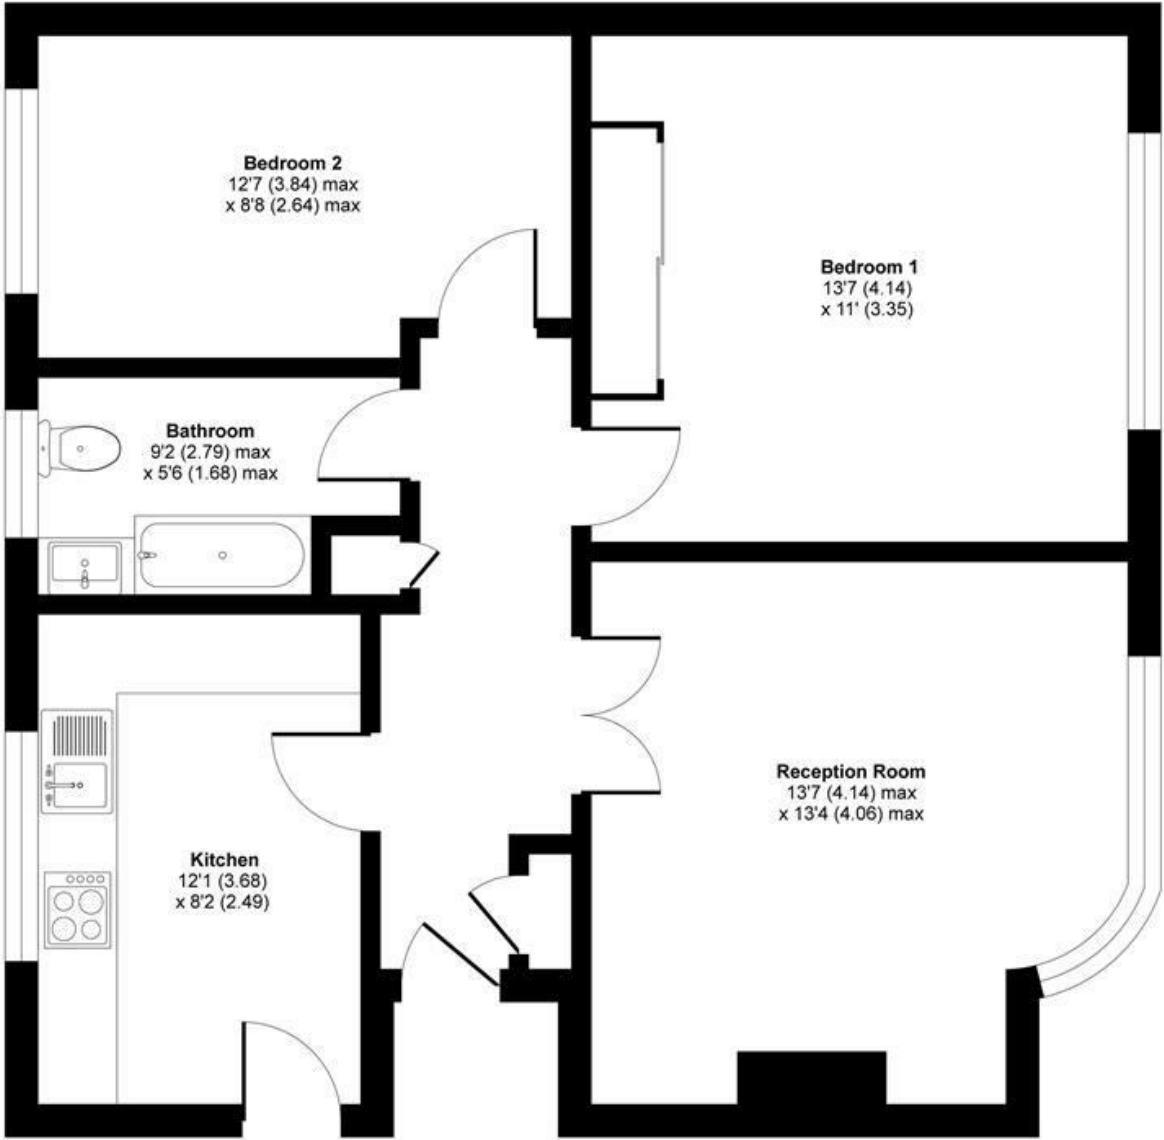 Bedroom 2
12'7 (3.84) max
x 8'8 (2.64) max
Bedroom 1
13'7 (4.14)
x 11' (3.35)
Bathroom
9'2 (2.79) max
x 5'6 (1.68) max
Reception Room
13'7 (4.14) max
x 13'4 (4.06) max
Kitchen
12'1 (3.68)
x 8'2 (2.49)